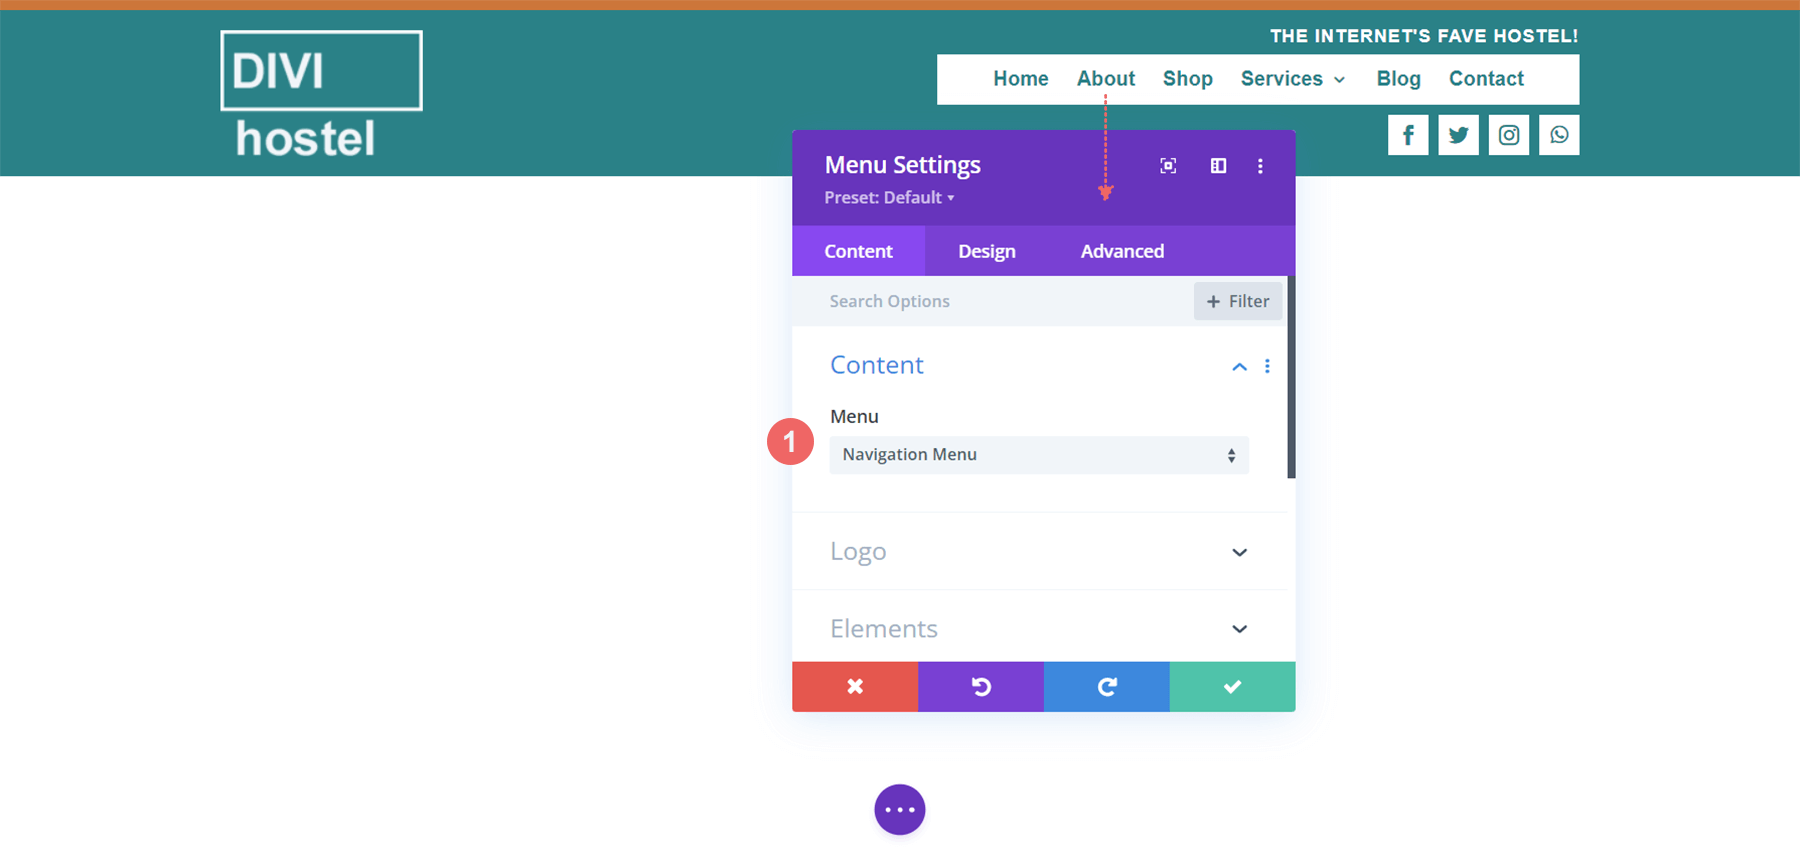 THE INTERNET'S FAVE HOSTEL!
DIVI
hostel
Home About Shop Services Blog Contact
Menu Settings
Preset: Default
Content Design Advanced
Search Options + Filter
Content
Menu
1
Navigation Menu
Logo
Elements